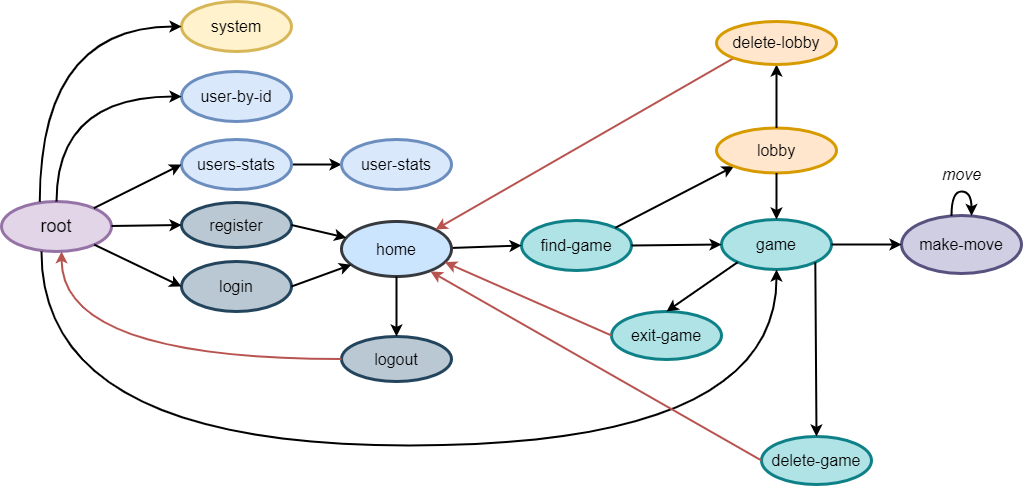 system
delete-lobby
user-by-id
users-stats
user-stats
lobby
move
root
register
home
find-game
game
make-move
login
exit-game
logout
delete-game